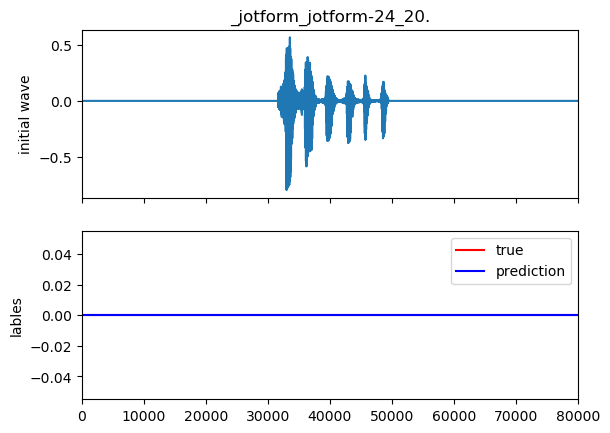 _jotform_jotform-24_20.
0.5
0.0
−0.5
initial wave
true
prediction
0.04
0.02
0.00
−0.02
−0.04
lables
0 10000 20000 30000 40000 50000 60000 70000 80000